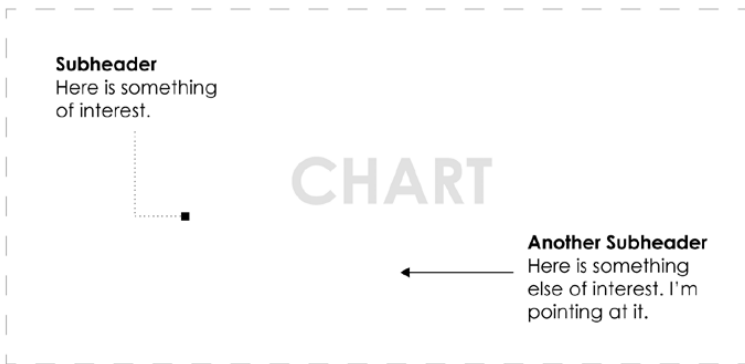 Subheader
Here is something
of interest.
CHART
Another Subheader
Here is something
else of interest. I'm
pointing at it.